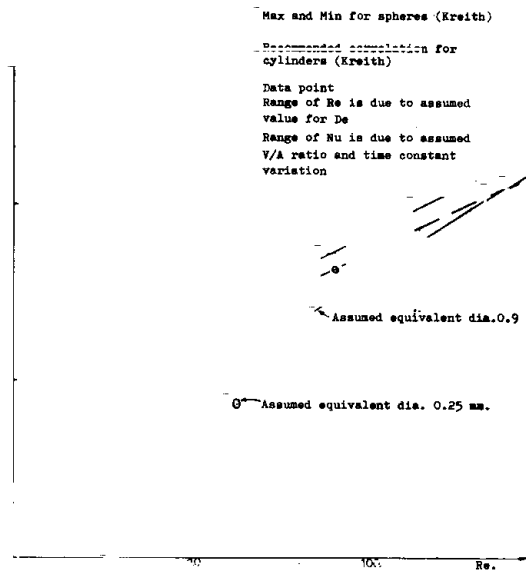 Max and Min for spheres (Kreith)
Recommended correlation for
cylinders (Kreith)
Data point
Range of Re is due to assumed
value for De
Range of Nu is due to assumed
V/A ratio and time constant
variation
Assumed equivalent dia.0.9
Assumed equivalent dia. 0.25 mm.
10
100
Re.